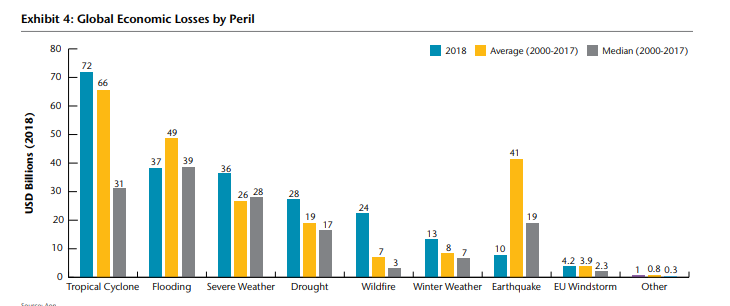 Exhibit 4: Global Economic Losses by Peril
USD Billions (2018)
80
70
60
50
40
30
20
10
0
2018 Average (2000-2017) Median (2000-2017)
72 66 31
37 49 39
36 26 28
28 19 17
24 7 3
13 8 7
10 41 19
4.2 3.9 2.3
1 0.8 0.3
Tropical Cyclone Flooding Severe Weather Drought Wildfire Winter Weather Earthquake EU Windstorm Other